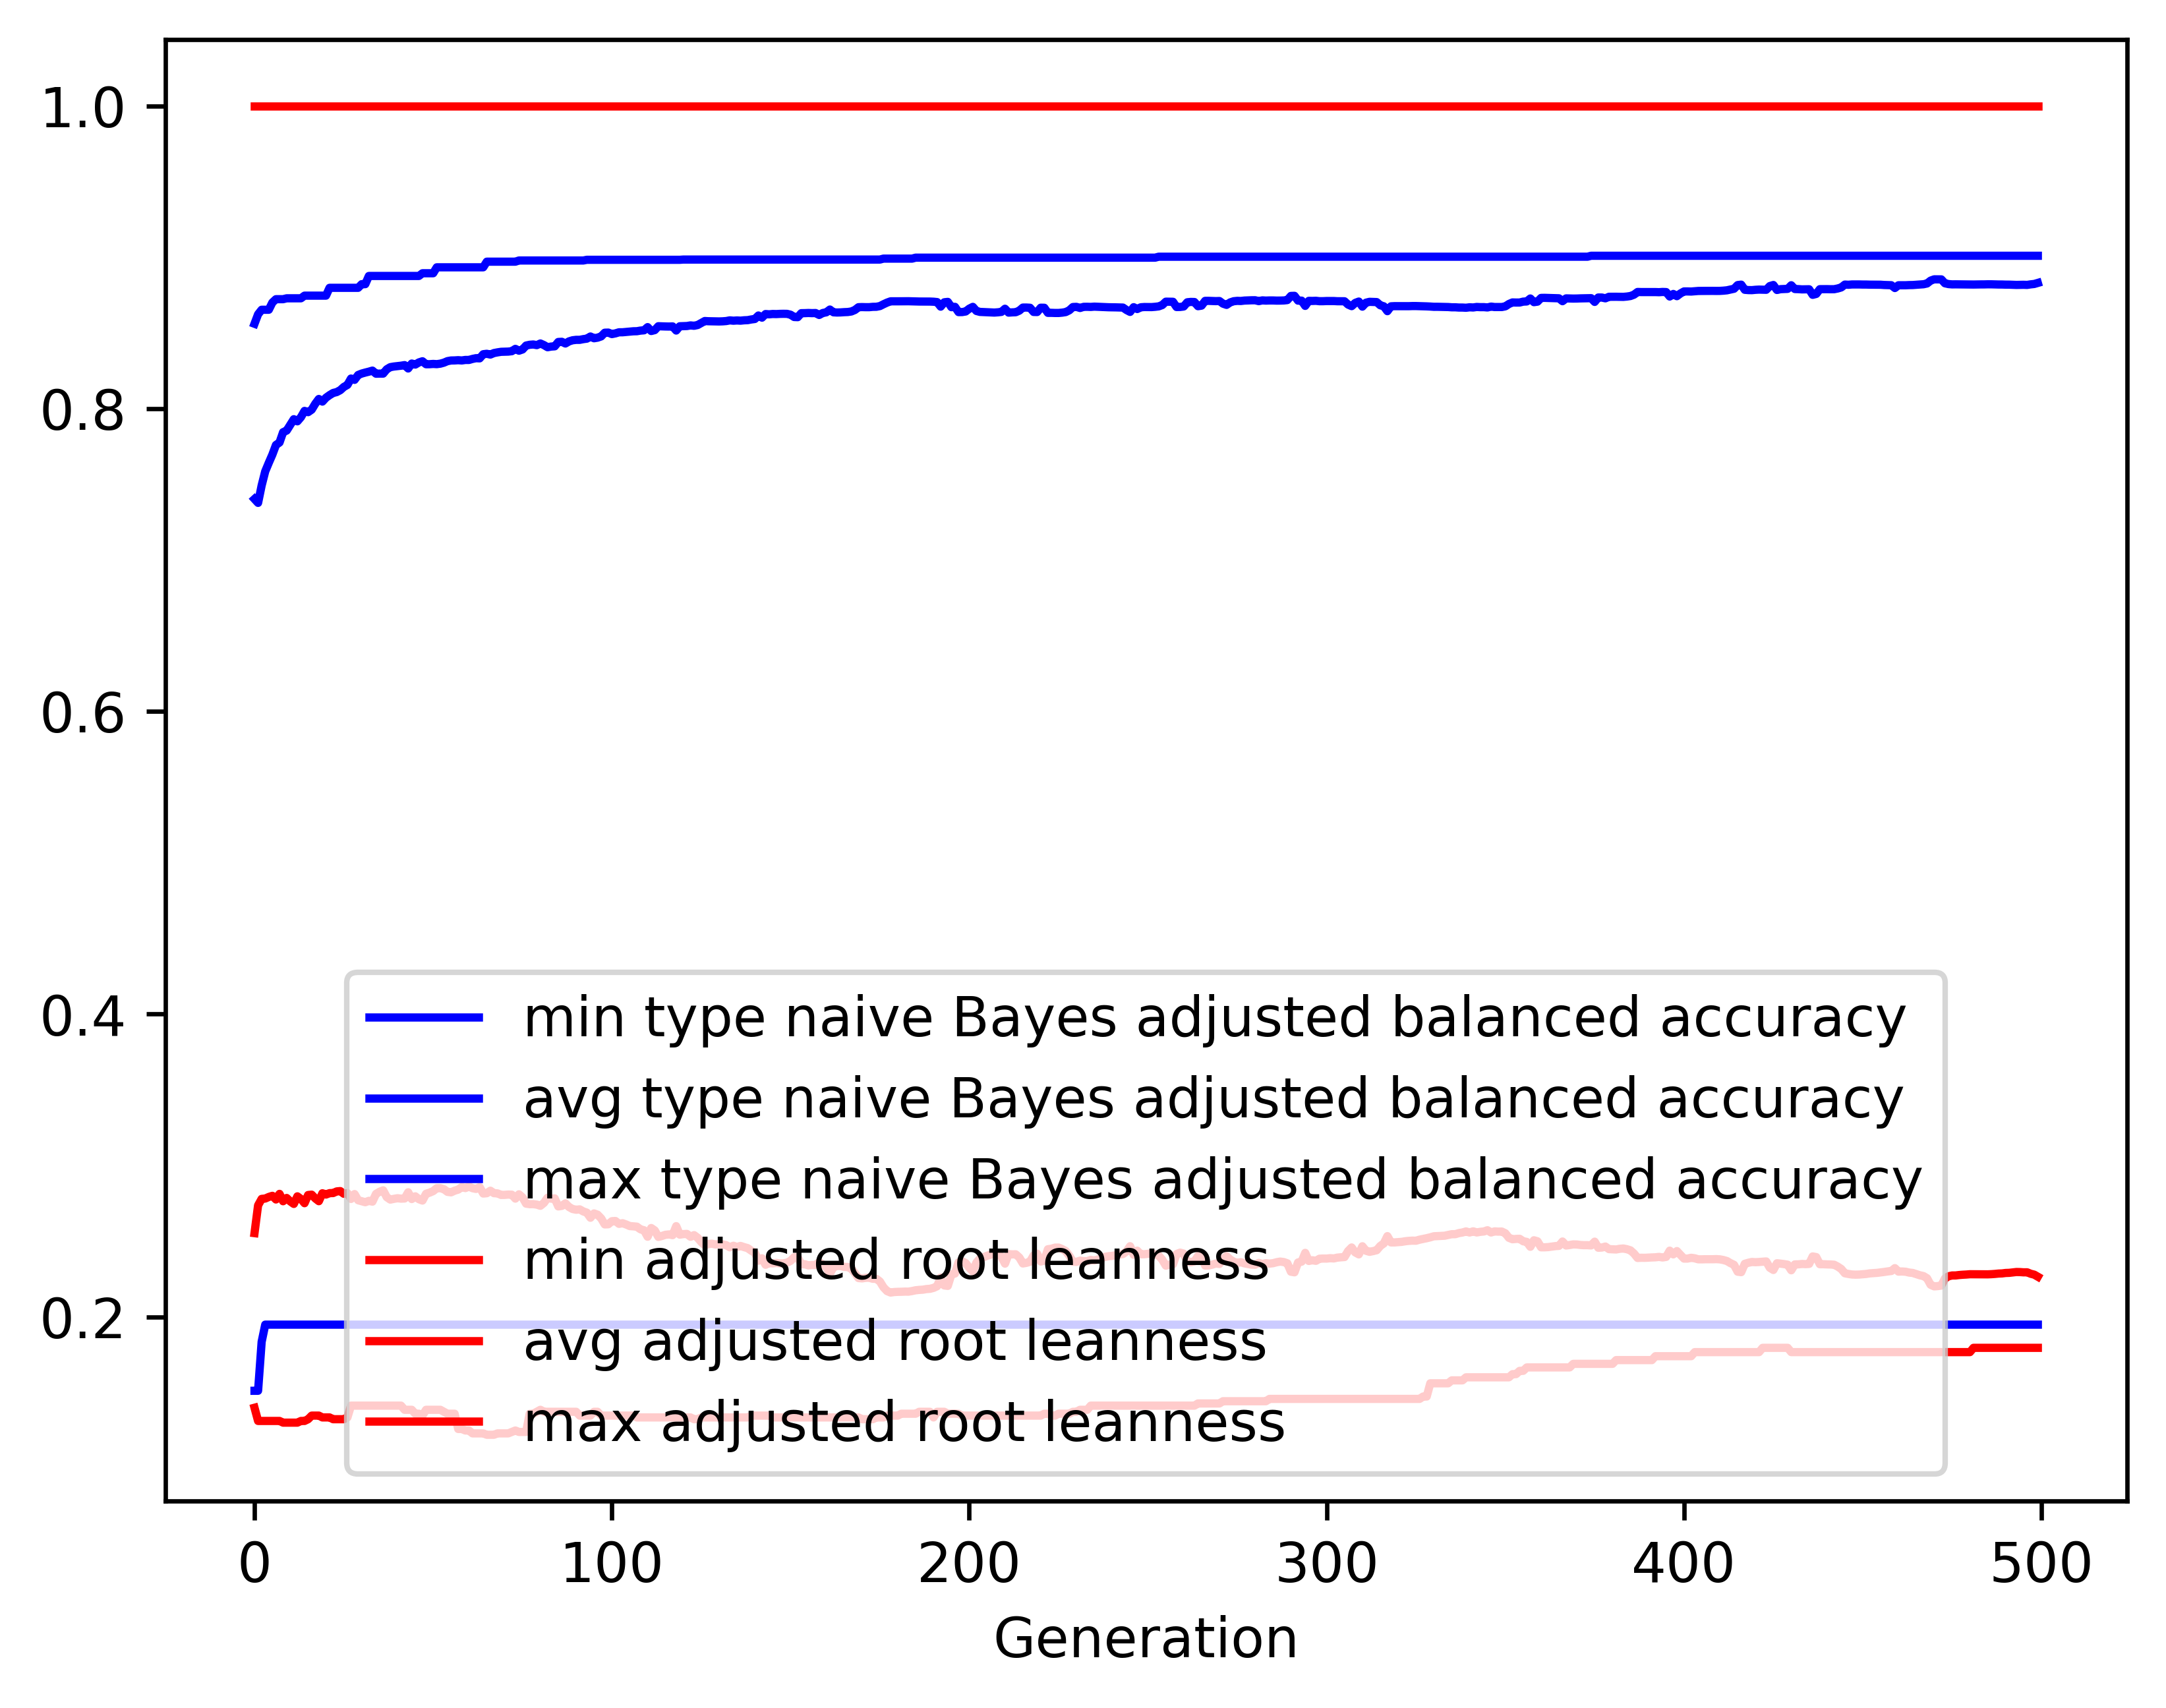 1.0
0.8
0.6
0.4
0.2
min type naive Bayes adjusted balanced accuracy
avg type naive Bayes adjusted balanced accuracy
max type naive Bayes adjusted balanced accuracy
min adjusted root leanness
avg adjusted root leanness
max adjusted root leanness
0 100 200 300 400 500
Generation